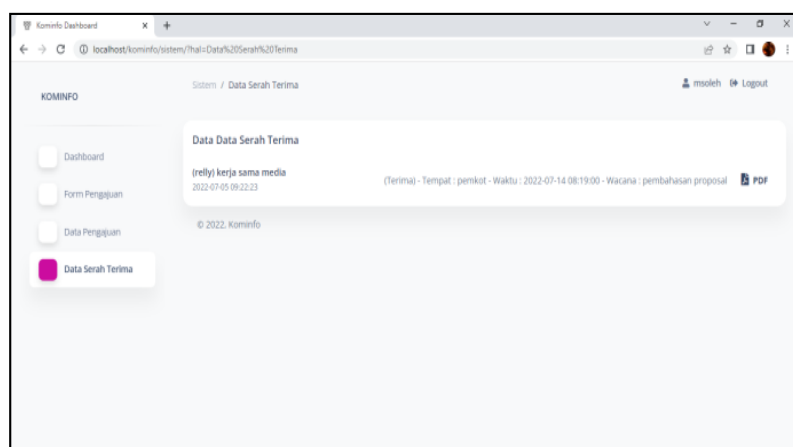 Kominfo Dashboard
localhost/kominfo/sistem/?hal=Data%20Serah%20Terima
KOMINFO
Sistem / Data Serah Terima
msoleh Logout
Dashboard
Form Pengajuan
Data Pengajuan
Data Serah Terima
Data Data Serah Terima
(relly) kerja sama media
2022-07-05 09:22:23
(Terima) - Tempat : pemkot - Waktu : 2022-07-14 08:19:00 - Wacana : pembahasan proposal PDF
© 2022, Kominfo